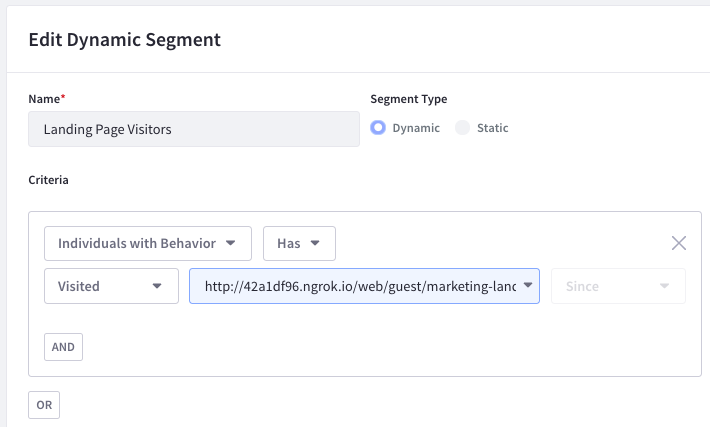 Edit Dynamic Segment
Name*
Segment Type
Landing Page Visitors
Dynamic
Static
Criteria
Individuals with Behavior
Has
Visited
http://42a1df96.ngrok.io/web/guest/marketing-lanc
Since
AND
OR